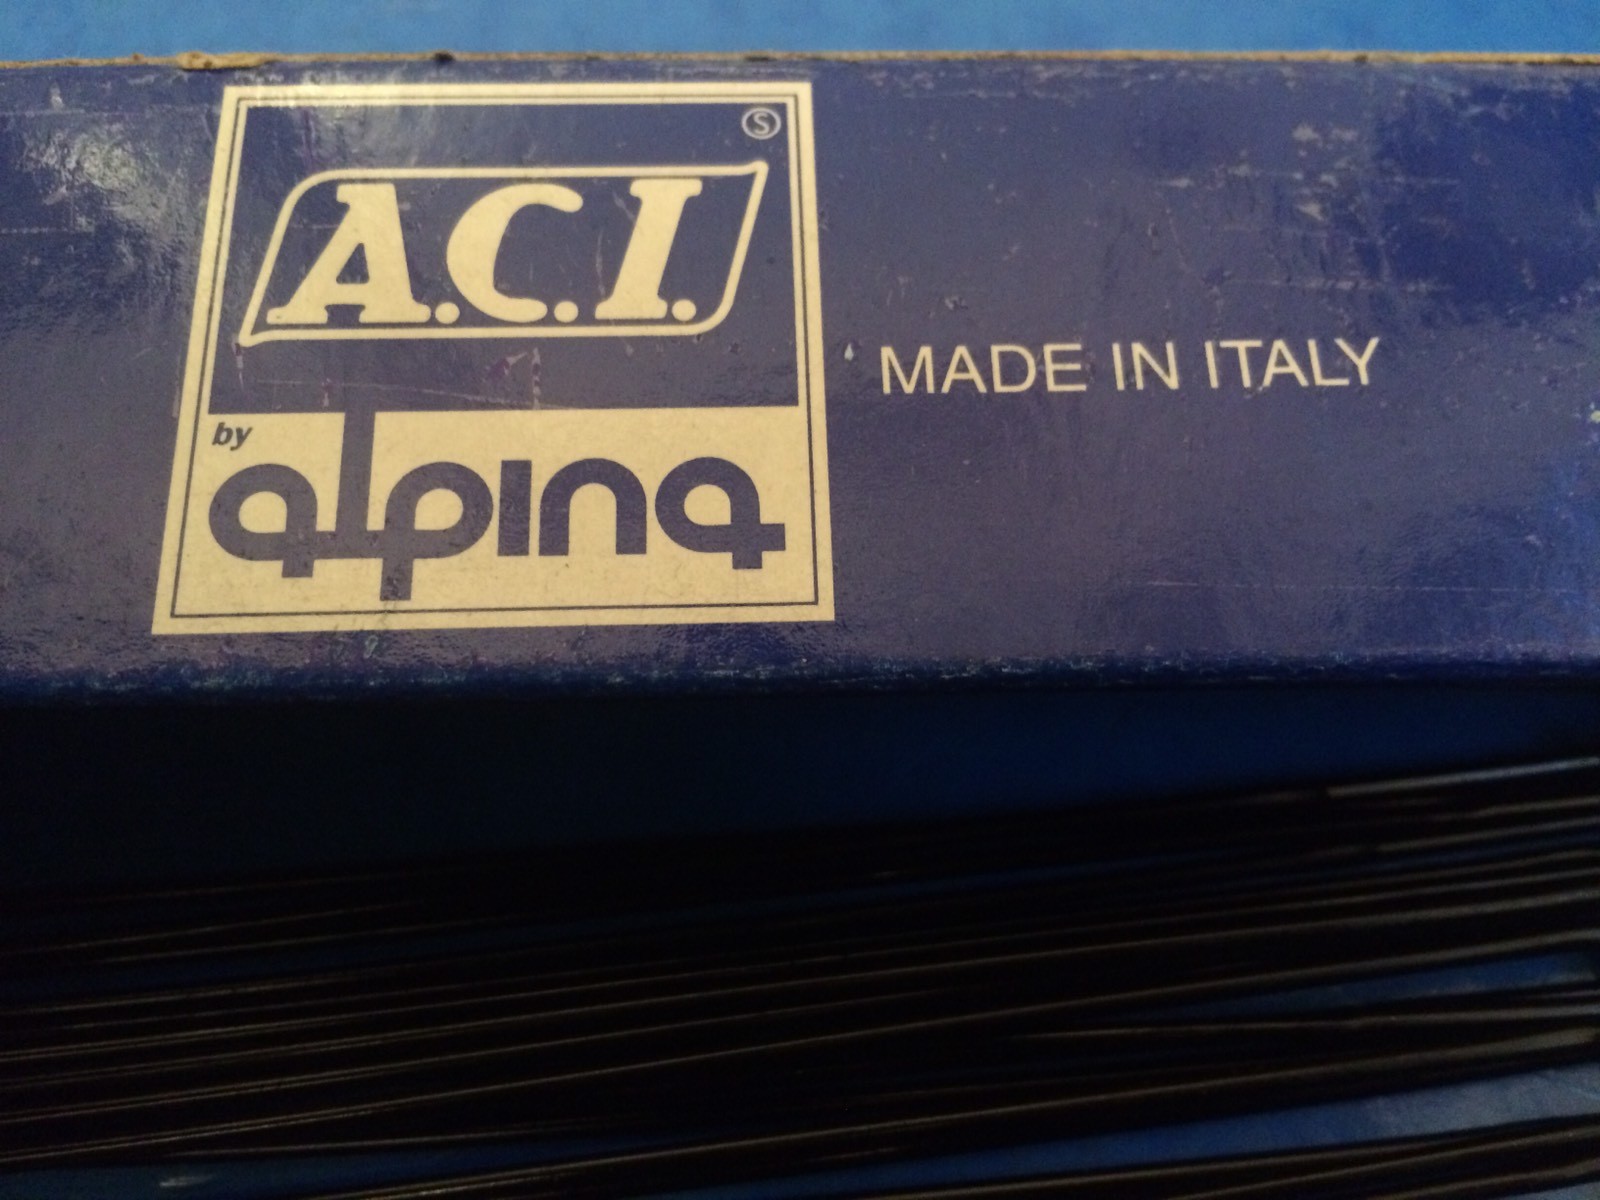 Ⓢ
A.C.I.
by
alpina
MADE IN ITALY